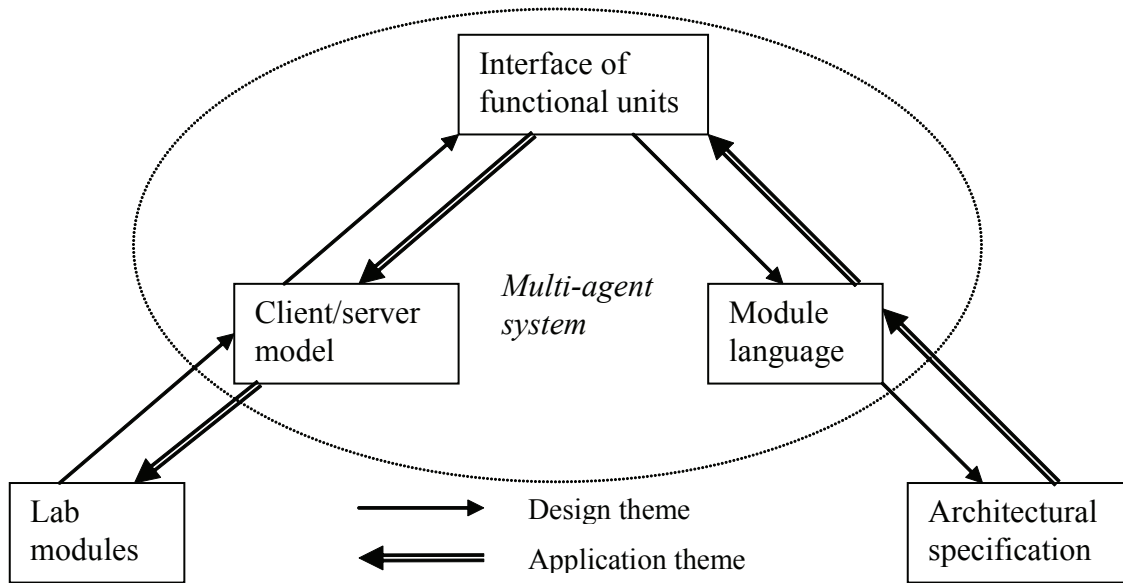 Interface of
functional units
Client/server
model
Multi-agent
system
Module
language
Lab
modules
Design theme
Application theme
Architectural
specification